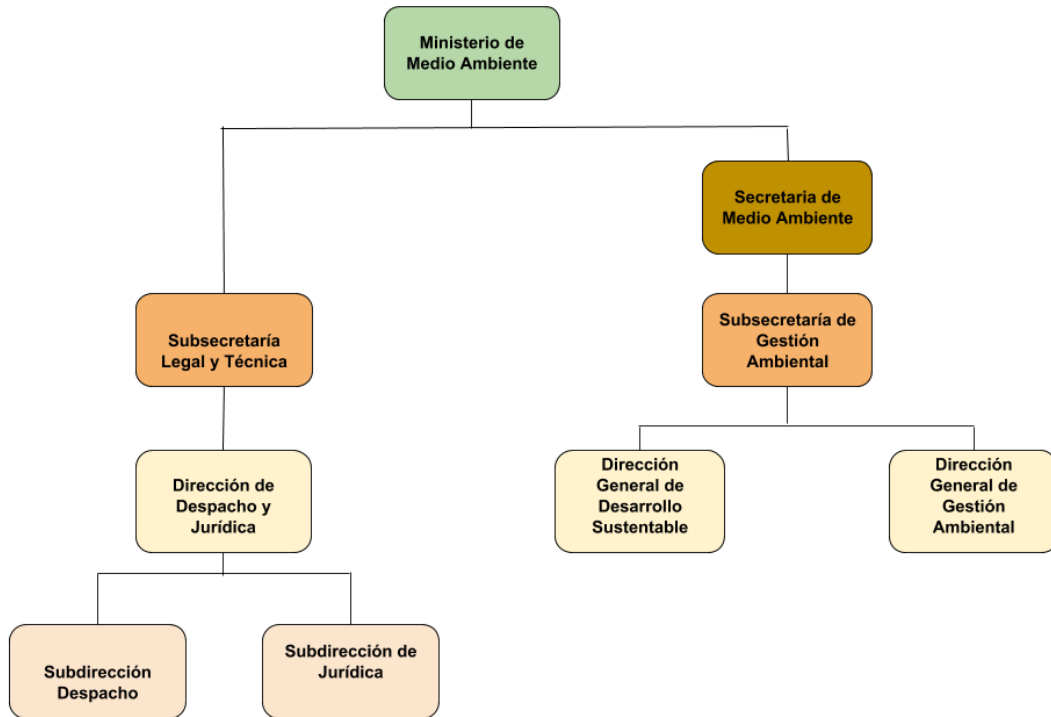 Ministerio de
Medio Ambiente
Secretaria de
Medio Ambiente
Subsecretaría
Legal y Técnica
Subsecretaría de
Gestión
Ambiental
Dirección de
Despacho y
Jurídica
Dirección
General de
Desarrollo
Sustentable
Dirección
General de
Gestión
Ambiental
Subdirección
Despacho
Subdirección de
Jurídica